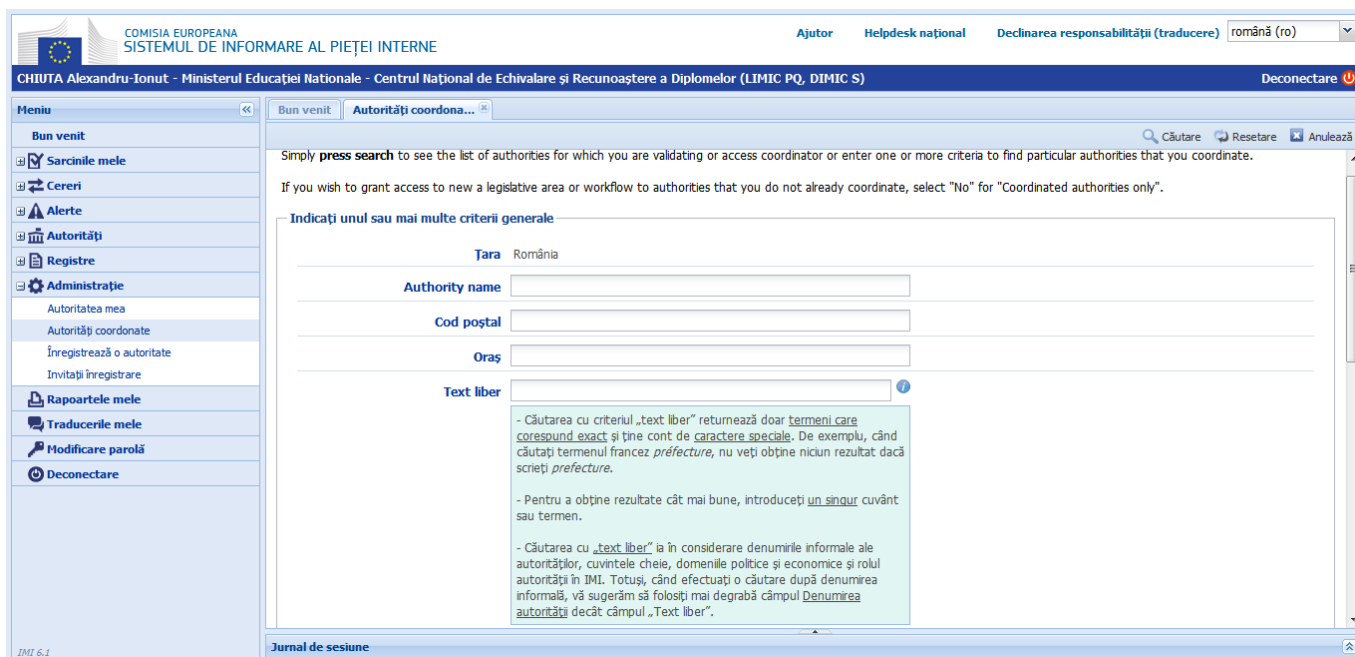 COMISIA EUROPEANA
SISTEMUL DE INFORMARE AL PIEȚEI INTERNE
Ajutor Helpdesk național Declinarea responsabilității (traducere) română (ro)
CHIUTA Alexandru-Ionut - Ministerul Educației Nationale - Centrul Național de Echivalare și Recunoaștere a Diplomelor (LIMIC PQ, DIMIC S) Deconectare
Meniu
Bun venit
Sarcinile mele
Cereri
Alerte
Autorități
Registre
Administrație
Autoritatea mea
Autorități coordonate
Înregistrează o autoritate
Invitații înregistrare
Rapoartele mele
Traducerile mele
Modificare parolă
Deconectare
IMI 6.1
Bun venit Autorități coordona...
Căutare Resetare Anulează
Simply press search to see the list of authorities for which you are validating or access coordinator or enter one or more criteria to find particular authorities that you coordinate.
If you wish to grant access to new a legislative area or workflow to authorities that you do not already coordinate, select "No" for "Coordinated authorities only".
Indicați unul sau mai multe criterii generale
Țara România
Authority name
Cod poștal
Oraș
Text liber
- Căutarea cu criteriul „text liber” returnează doar termeni care
corespund exact și ține cont de caractere speciale. De exemplu, când
căutați termenul francez préfecture, nu veți obține niciun rezultat dacă
scrieți prefecture.
- Pentru a obține rezultate cât mai bune, introduceți un singur cuvânt
sau termen.
- Căutarea cu „text liber” ia în considerare denumirile informale ale
autorităților, cuvintele cheie, domeniile politice și economice și rolul
autorității în IMI. Totuși, când efectuați o căutare după denumirea
informală, vă sugerăm să folosiți mai degrabă câmpul Denumirea
autorității decât câmpul „Text liber”.
Jurnal de sesiune